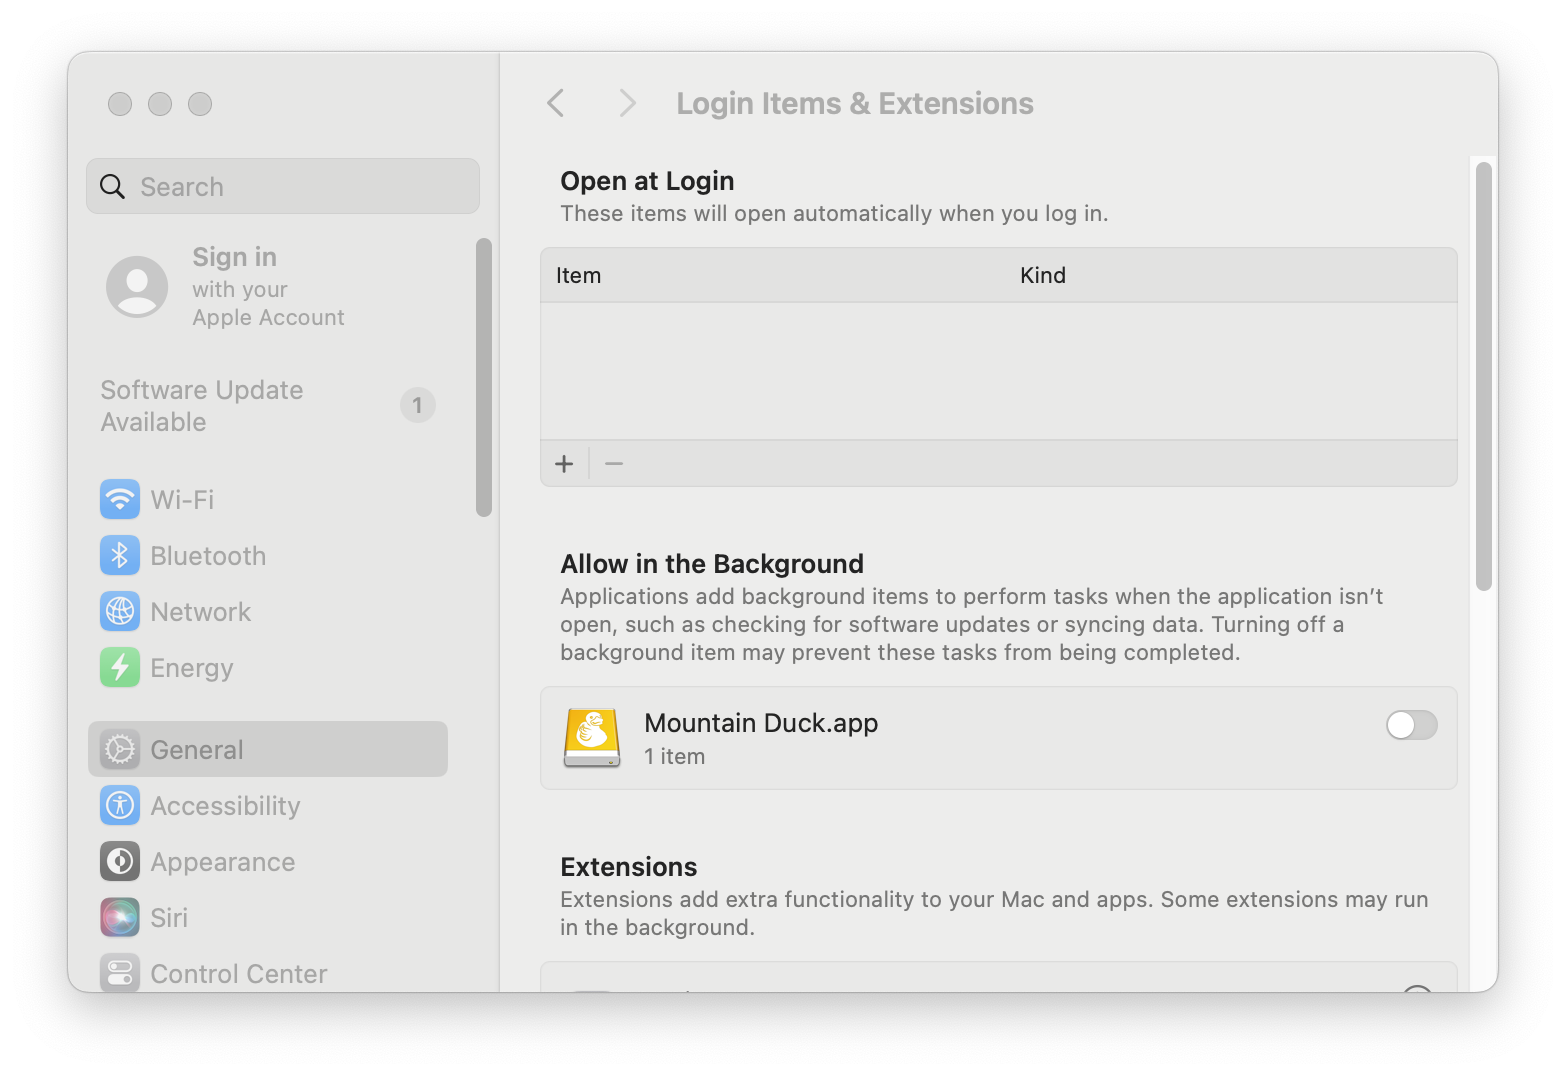 Search
Sign in
with your
Apple Account
Software Update
Available
1
Wi-Fi
Bluetooth
Network
Energy
General
Accessibility
Appearance
Siri
Control Center
Login Items & Extensions
Open at Login
These items will open automatically when you log in.
Item Kind
Allow in the Background
Applications add background items to perform tasks when the application isn’t
open, such as checking for software updates or syncing data. Turning off a
background item may prevent these tasks from being completed.
Mountain Duck.app
1 item
Extensions
Extensions add extra functionality to your Mac and apps. Some extensions may run
in the background.